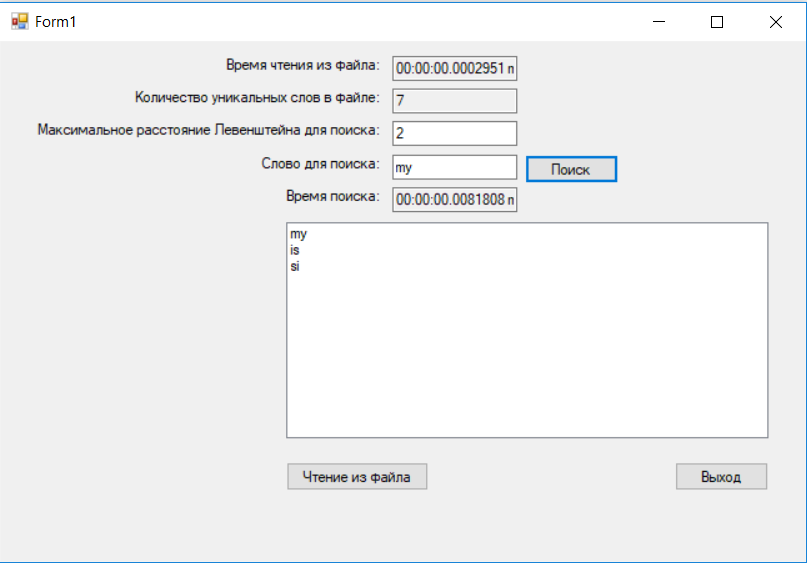 Form1
Время чтения из файла: 00:00:00.0002951 п
Количество уникальных слов в файле: 7
Максимальное расстояние Левенштейна для поиска: 2
Слово для поиска: my Поиск
Время поиска: 00:00:00.0081808 п
my
is
si
Чтение из файла Выход